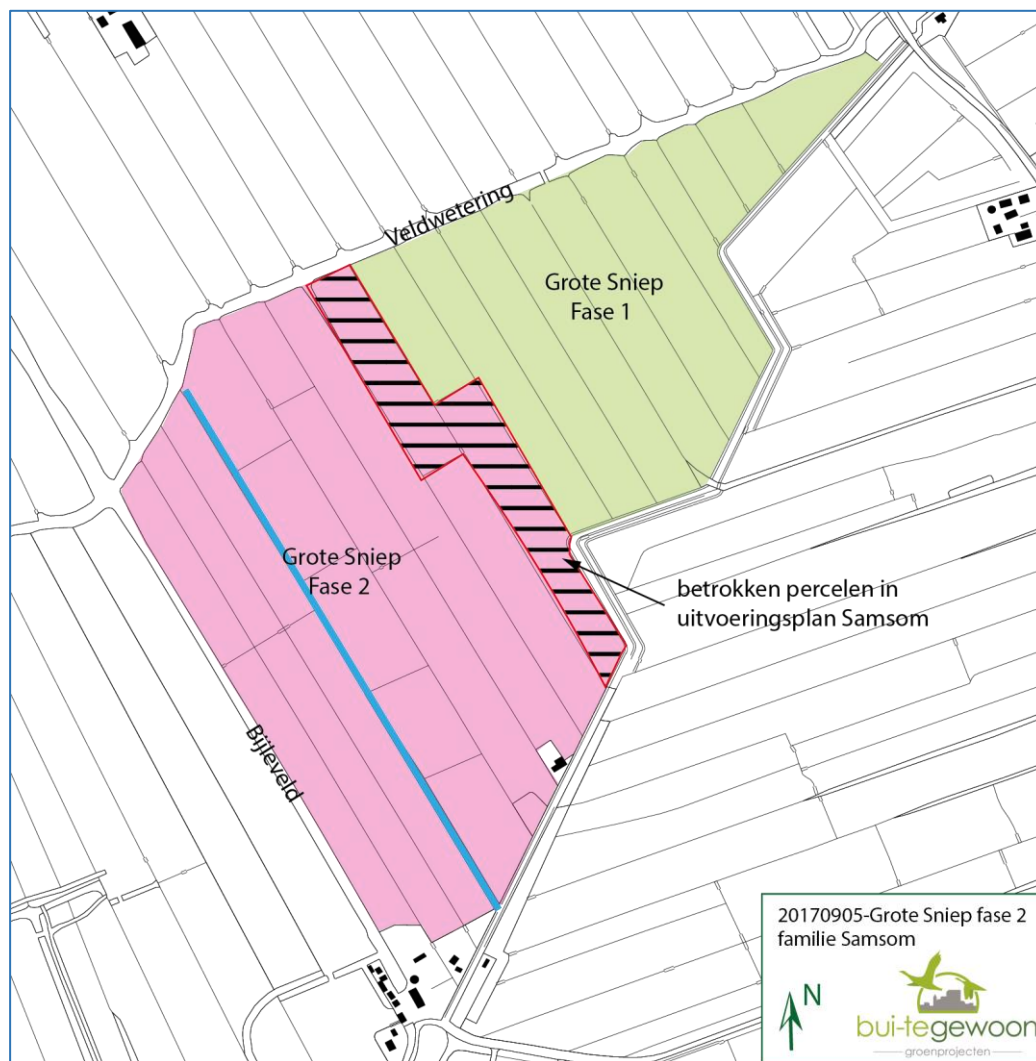 Veldwetering
Grote Sniep
Fase 1
Grote Sniep
Fase 2
betrokken percelen in
uitvoeringsplan Samsom
Bijleveld
20170905-Grote Sniep fase 2
familie Samsom
N
bui-tegewoon
groenprojecten